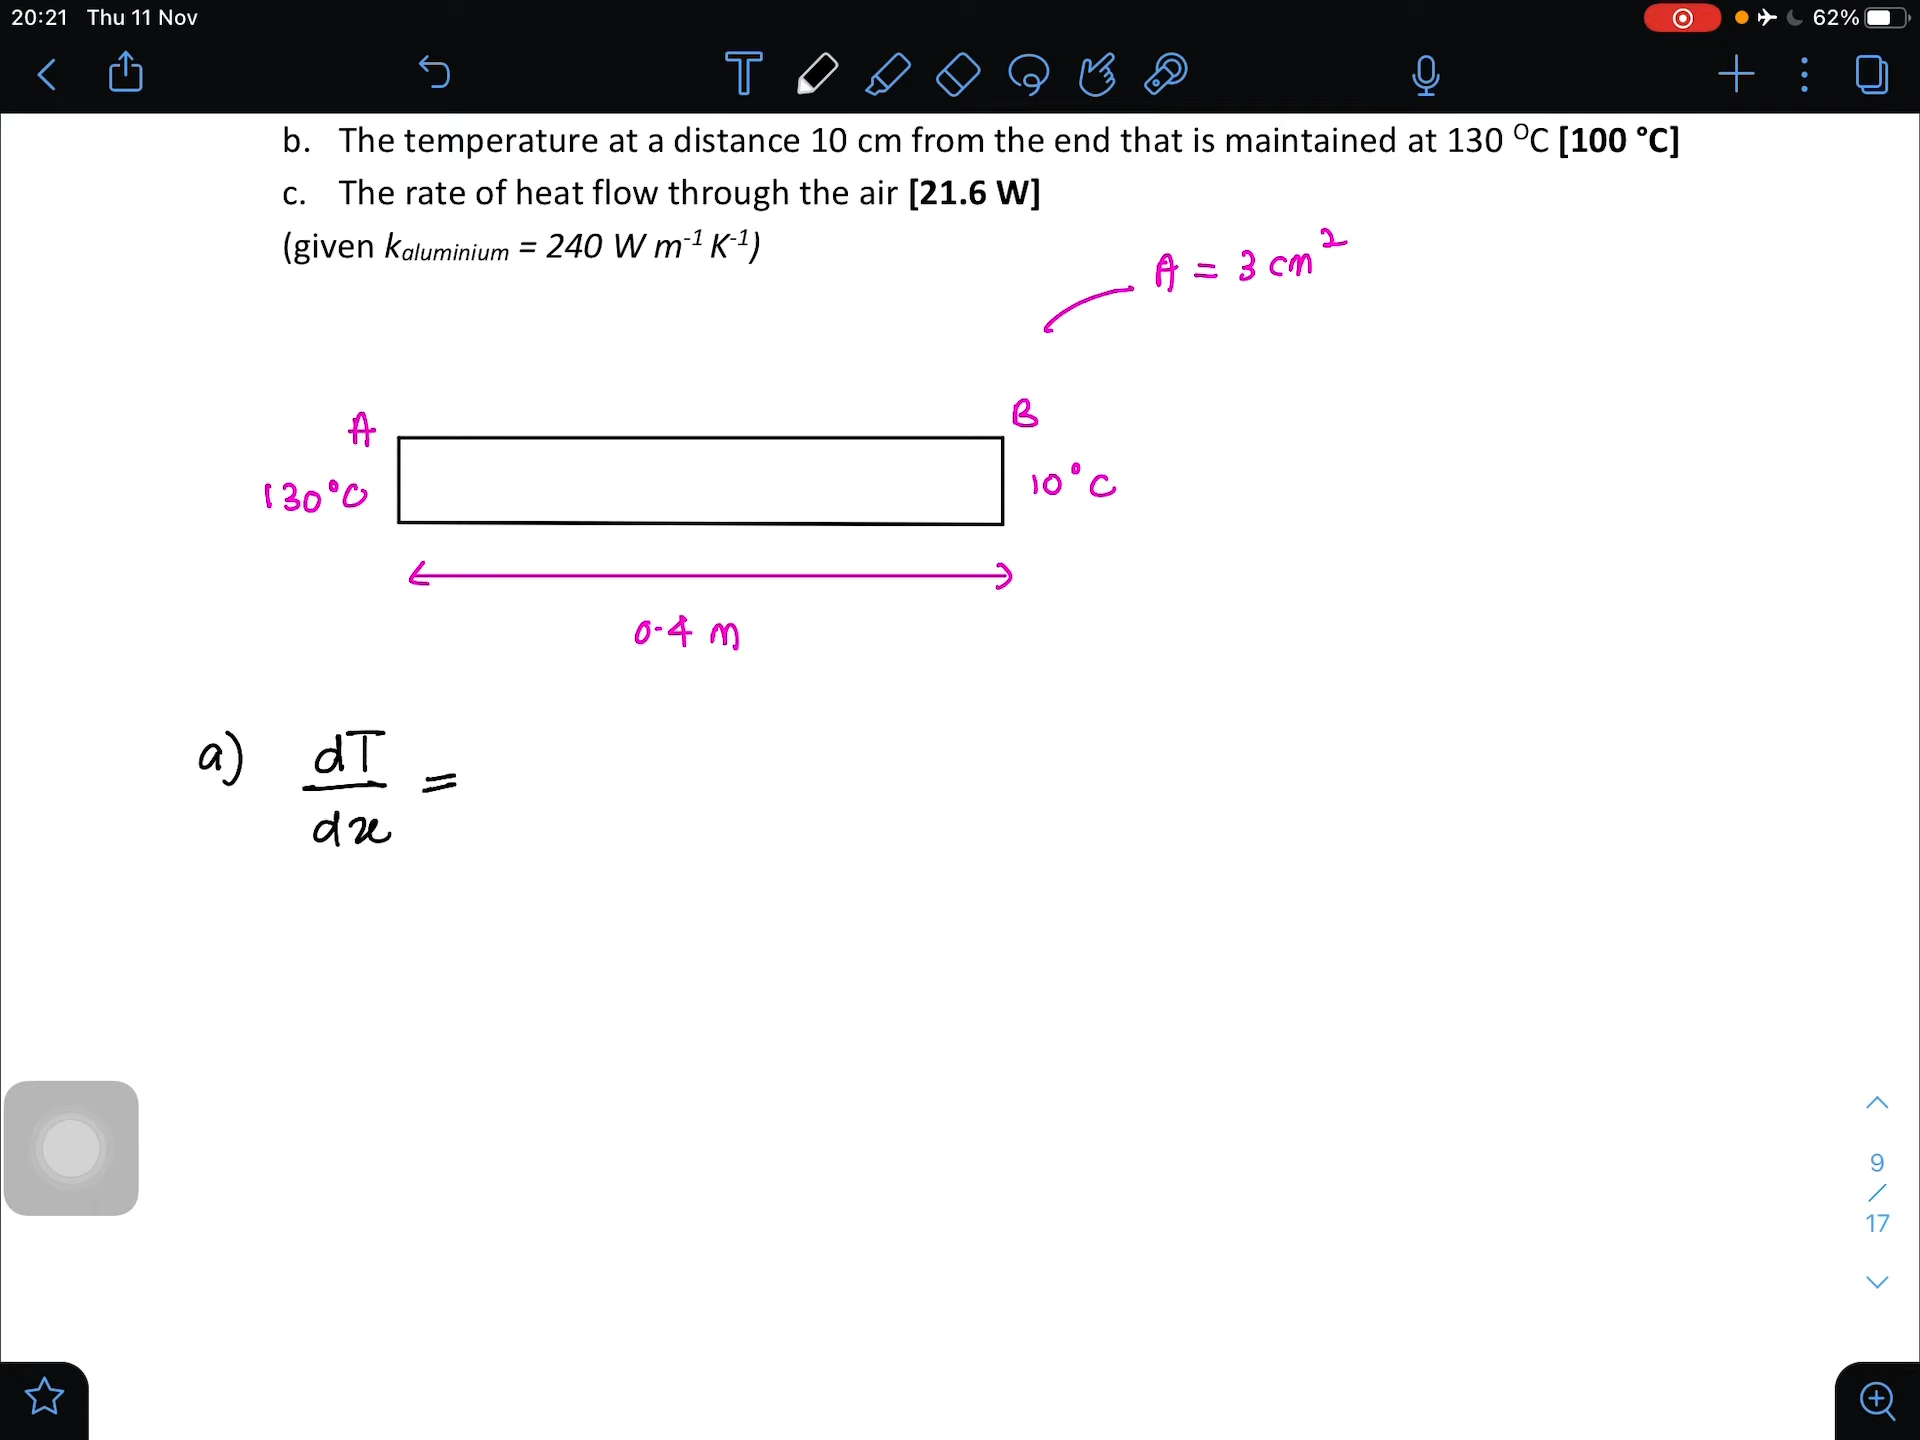 20:21 Thu 11 Nov
62%
b. The temperature at a distance 10 cm from the end that is maintained at 130 ᴼC [100 °C]
c. The rate of heat flow through the air [21.6 W]
(given kaluminium = 240 W m⁻¹ K⁻¹)
A = 3 cm²
A
B
130°C
10°C
0.4 m
a) dT/dx =
9
/
17